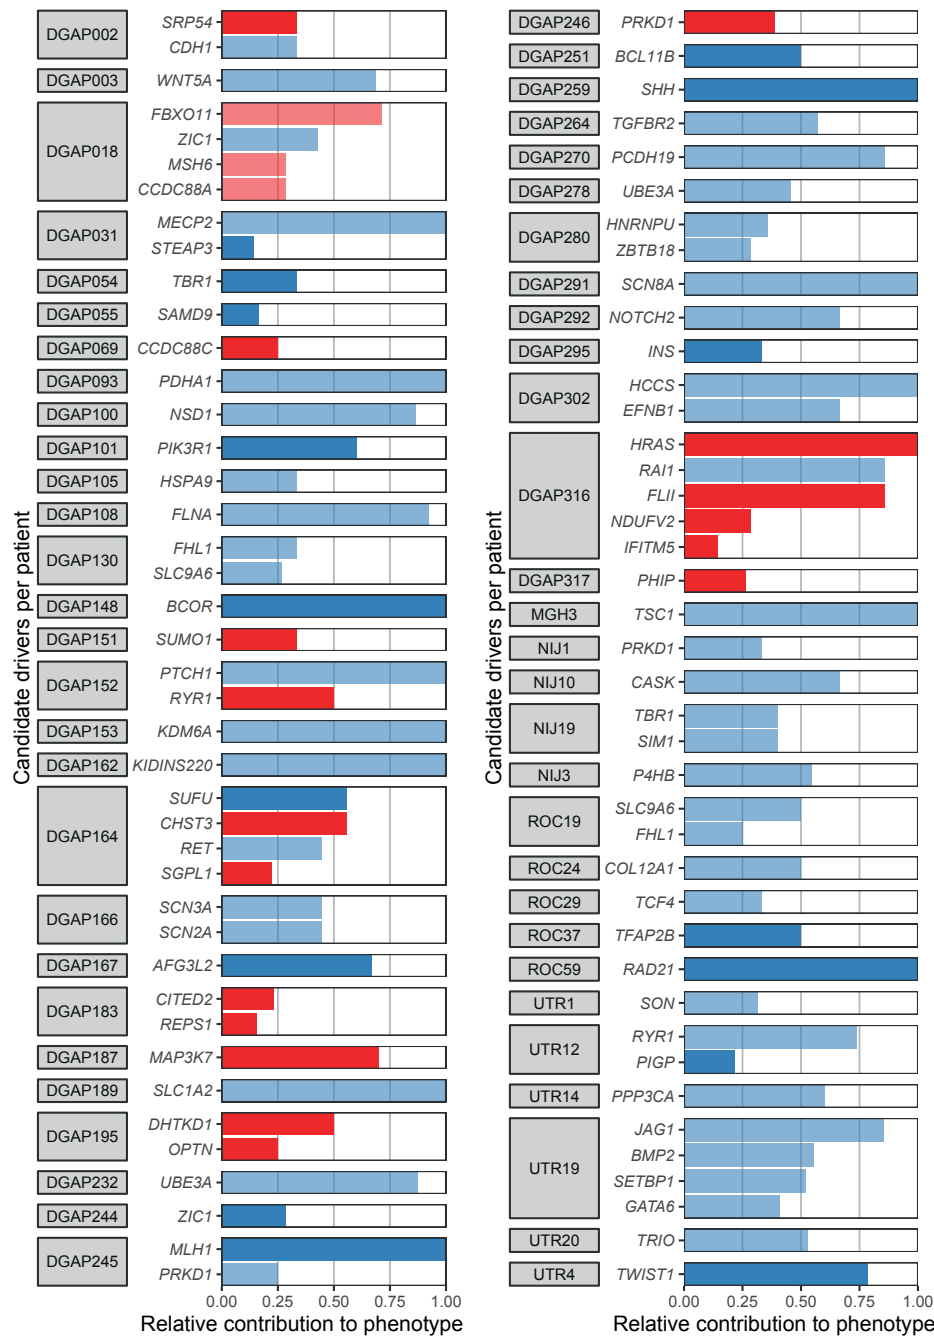 Candidate drivers per patient
DGAP002
SRP54
CDH1
DGAP003
WNT5A
DGAP018
FBXO11
ZIC1
MSH6
CCDC88A
DGAP031
MECP2
STEAP3
DGAP054
TBR1
DGAP055
SAMD9
DGAP069
CCDC88C
DGAP093
PDHA1
DGAP100
NSD1
DGAP101
PIK3R1
DGAP105
HSPA9
DGAP108
FLNA
DGAP130
FHL1
SLC9A6
DGAP148
BCOR
DGAP151
SUMO1
DGAP152
PTCH1
RYR1
DGAP153
KDM6A
DGAP162
KIDINS220
DGAP164
SUFU
CHST3
RET
SGPL1
DGAP166
SCN3A
SCN2A
DGAP167
AFG3L2
DGAP183
CITED2
REPS1
DGAP187
MAP3K7
DGAP189
SLC1A2
DGAP195
DHTKD1
OPTN
DGAP232
UBE3A
DGAP244
ZIC1
DGAP245
MLH1
PRKD1
0.00 0.25 0.50 0.75 1.00
Relative contribution to phenotype
Candidate drivers per patient
DGAP246
PRKD1
DGAP251
BCL11B
DGAP259
SHH
DGAP264
TGFBR2
DGAP270
PCDH19
DGAP278
UBE3A
DGAP280
HNRNPU
ZBTB18
DGAP291
SCN8A
DGAP292
NOTCH2
DGAP295
INS
DGAP302
HCCS
EFNB1
DGAP316
HRAS
RAI1
FLII
NDUFV2
IFITM5
DGAP317
PHIP
MGH3
TSC1
NIJ1
PRKD1
NIJ10
CASK
NIJ19
TBR1
SIM1
NIJ3
P4HB
ROC19
SLC9A6
FHL1
ROC24
COL12A1
ROC29
TCF4
ROC37
TFAP2B
ROC59
RAD21
UTR1
SON
UTR12
RYR1
PIGP
UTR14
PPP3CA
UTR19
JAG1
BMP2
SETBP1
GATA6
UTR20
TRIO
UTR4
TWIST1
0.00 0.25 0.50 0.75 1.00
Relative contribution to phenotype